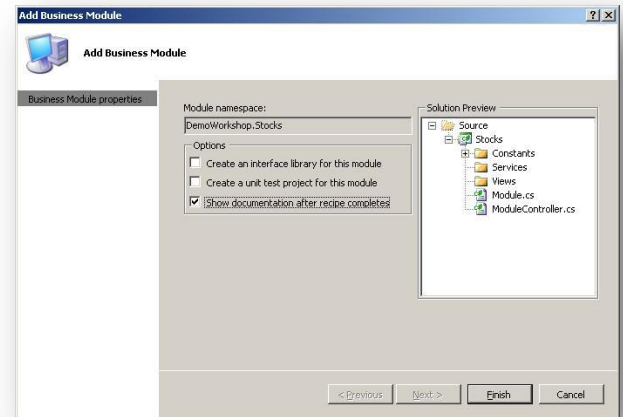 Add Business Module
Add Business Module
Business Module properties
Module namespace:
DemoWorkshop.Stocks
Options
Create an interface library for this module
Create a unit test project for this module
Show documentation after recipe completes
Solution Preview
Source
Stocks
Constants
Services
Views
Module.cs
ModuleController.cs
< Previous
Next >
Finish
Cancel